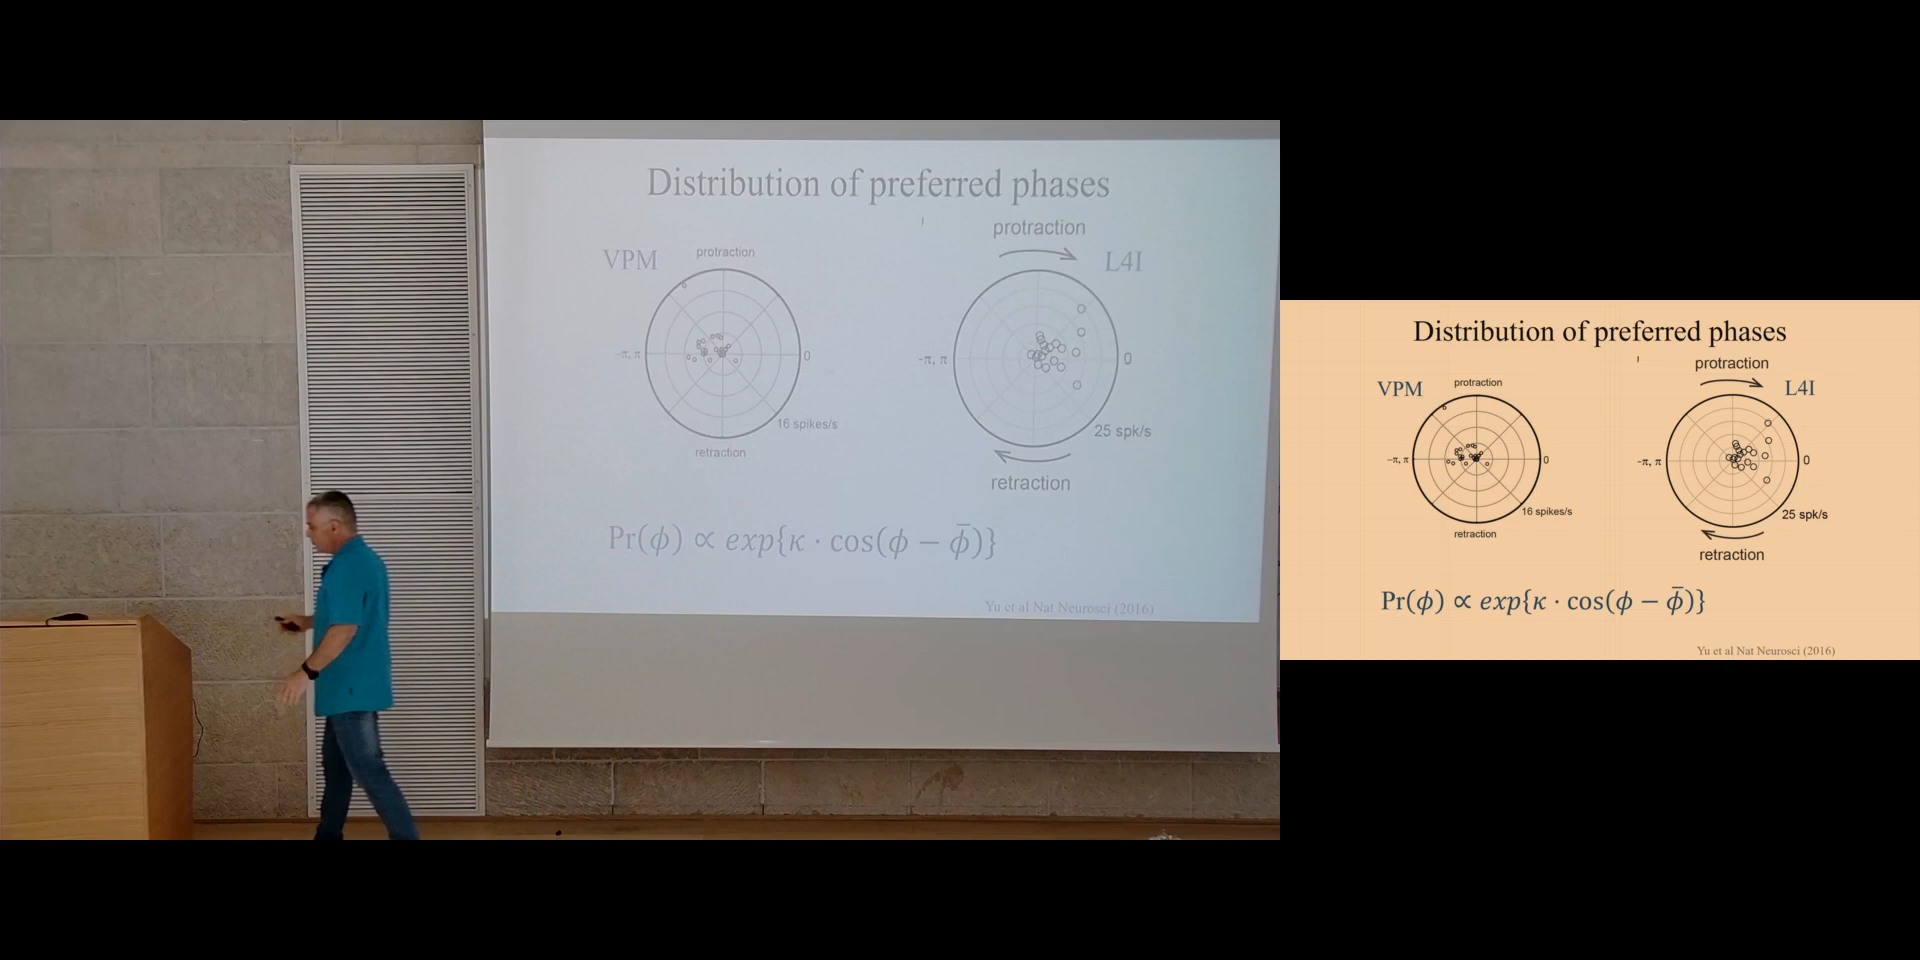 Distribution of preferred phases
protraction
VPM
protraction
L4I
−π, π
0
-π, π
0
16 spikes/s
25 spk/s
retraction
retraction
Pr(ϕ) ∝ exp{κ · cos(ϕ − ϕ̄)}
Yu et al Nat Neurosci (2016)
Distribution of preferred phases
protraction
VPM
protraction
L4I
−π, π
0
-π, π
0
16 spikes/s
25 spk/s
retraction
retraction
Pr(ϕ) ∝ exp{κ · cos(ϕ − ϕ̄)}
Yu et al Nat Neurosci (2016)